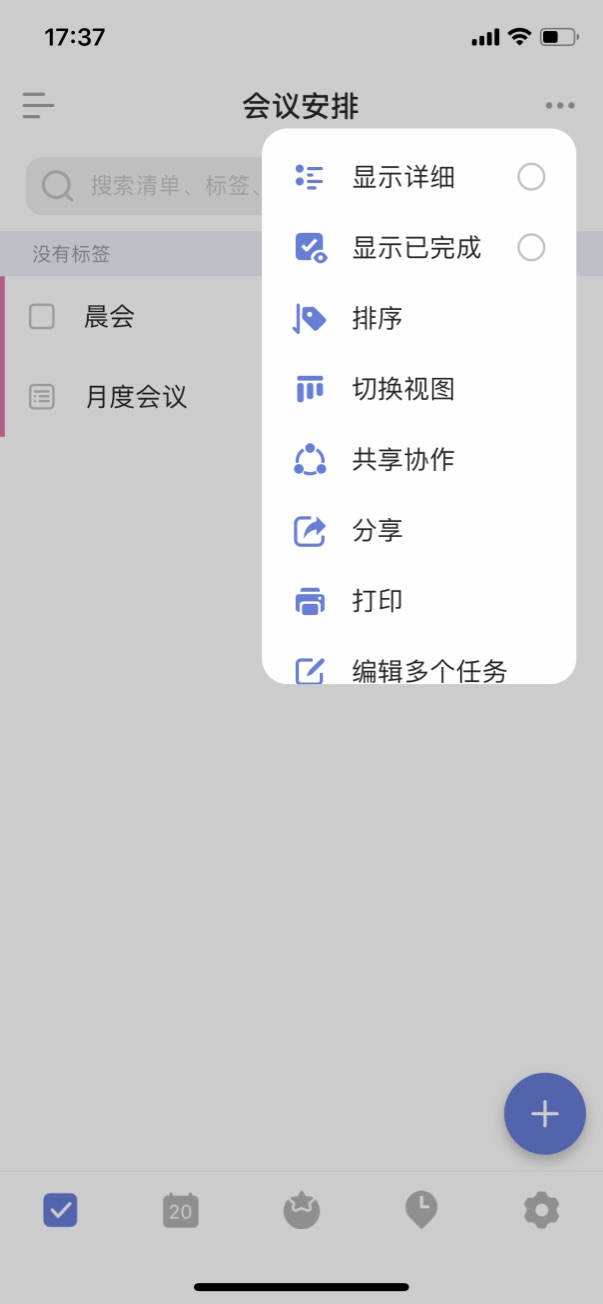 17:37
会议安排
搜索清单、标签、
没有标签
晨会
月度会议
显示详细
显示已完成
排序
切换视图
共享协作
分享
打印
编辑多个任务
20